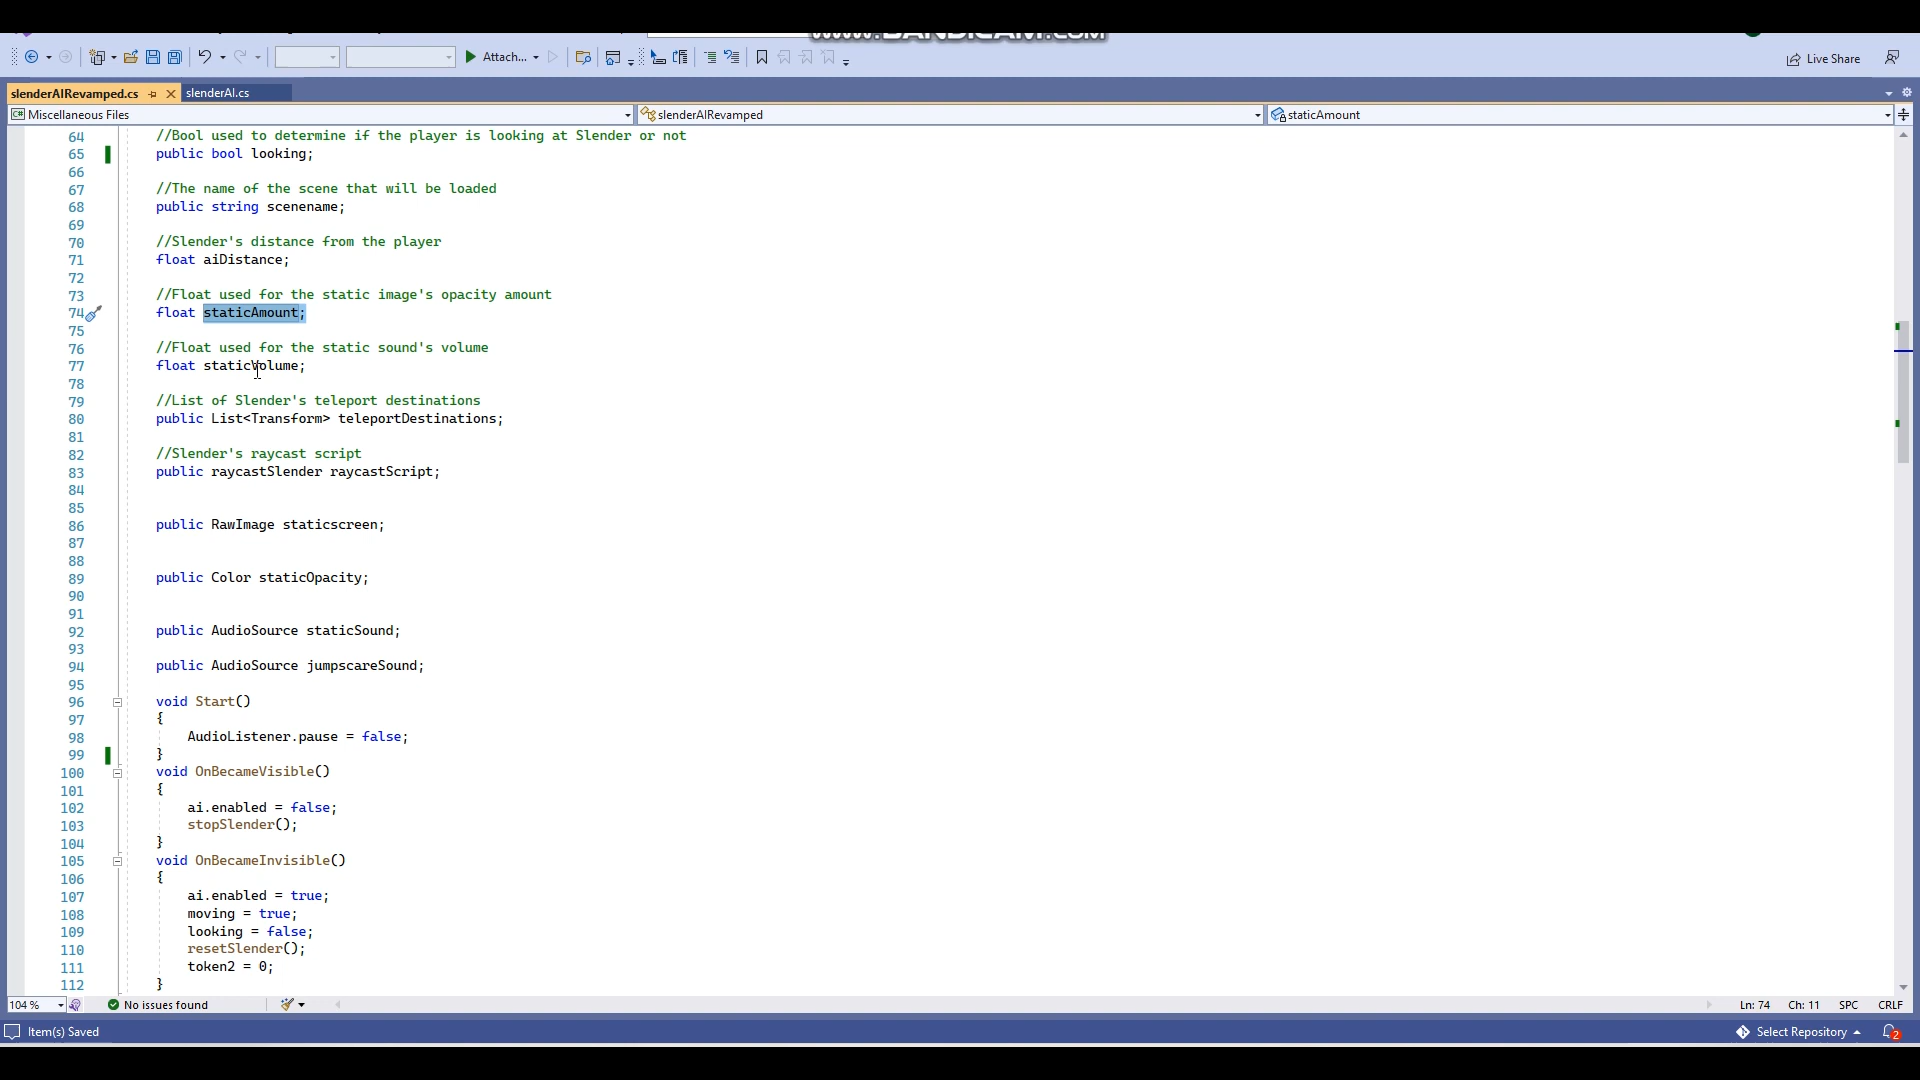 www.BANDICAM.com
Attach...
Live Share
slenderAIRevamped.cs
slenderAI.cs
Miscellaneous Files
slenderAIRevamped
staticAmount
64 //Bool used to determine if the player is looking at Slender or not
65 public bool looking;
66
67 //The name of the scene that will be loaded
68 public string scenename;
69
70 //Slender's distance from the player
71 float aiDistance;
72
73 //Float used for the static image's opacity amount
74 float staticAmount;
75
76 //Float used for the static sound's volume
77 float staticVolume;
78
79 //List of Slender's teleport destinations
80 public List<Transform> teleportDestinations;
81
82 //Slender's raycast script
83 public raycastSlender raycastScript;
84
85
86 public RawImage staticscreen;
87
88
89 public Color staticOpacity;
90
91
92 public AudioSource staticSound;
93
94 public AudioSource jumpscareSound;
95
96 void Start()
97 {
98 AudioListener.pause = false;
99 }
100 void OnBecameVisible()
101 {
102 ai.enabled = false;
103 stopSlender();
104 }
105 void OnBecameInvisible()
106 {
107 ai.enabled = true;
108 moving = true;
109 looking = false;
110 resetSlender();
111 token2 = 0;
112 }
104 % No issues found Ln: 74 Ch: 11 SPC CRLF
Item(s) Saved Select Repository 2